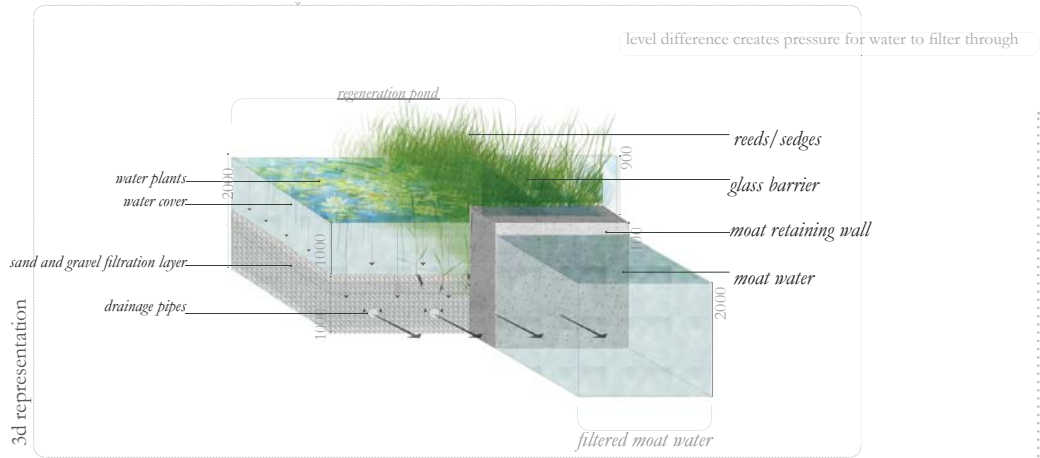 level difference creates pressure for water to filter through
regeneration pond
reeds/sedges
900
glass barrier
water plants
2000
water cover
moat retaining wall
100
1000
sand and gravel filtration layer
moat water
2000
drainage pipes
1000
3d representation
filtered moat water